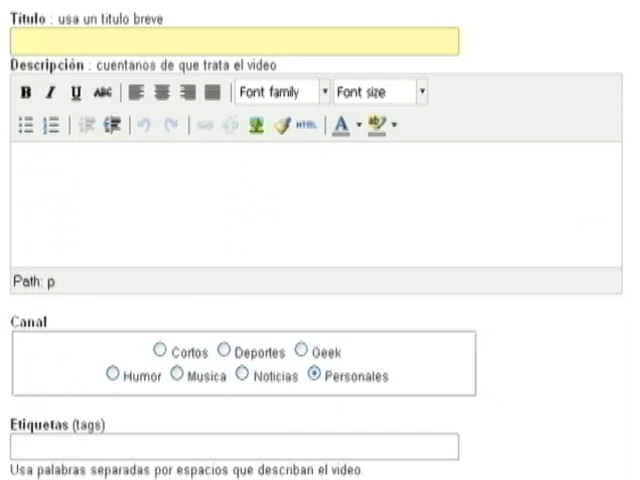 Titulo : usa un titulo breve
Descripción : cuentanos de que trata el video
B I U ABC Font family Font size
HTML A ab
Path: p
Canal
Cortos Deportes Geek
Humor Musica Noticias Personales
Etiquetas (tags)
Usa palabras separadas por espacios que describan el video